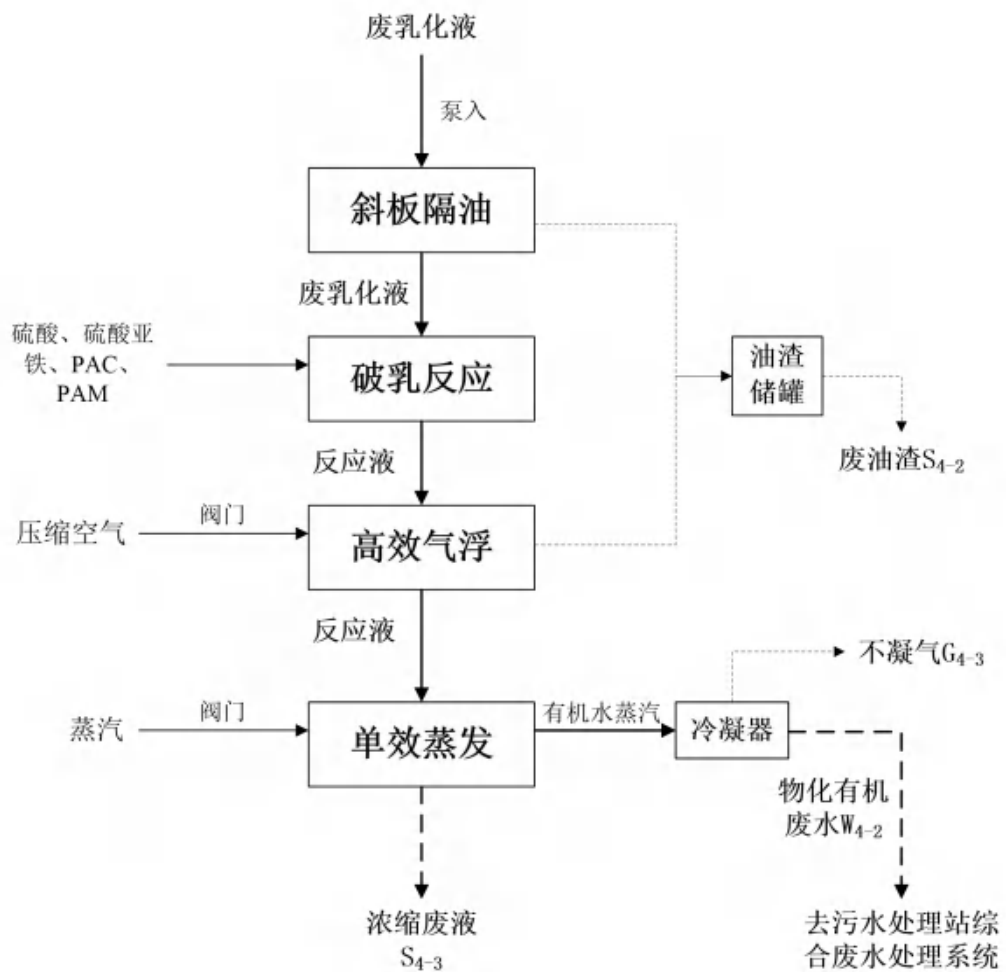 废乳化液
泵入
斜板隔油
废乳化液
硫酸、硫酸亚
铁、PAC、
PAM
破乳反应
油渣
储罐
反应液
废油渣S₄₋₂
压缩空气
阀门
高效气浮
反应液
不凝气G₄₋₃
蒸汽
阀门
单效蒸发
有机水蒸汽
冷凝器
物化有机
废水W₄₋₂
浓缩废液
S₄₋₃
去污水处理站综
合废水处理系统